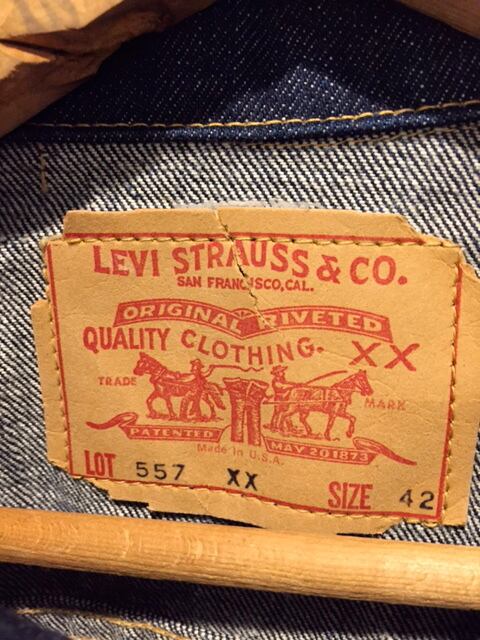 LEVI STRAUSS & CO.
SAN FRANCISCO, CAL.
ORIGINAL RIVETED
QUALITY CLOTHING. XX
TRADE MARK
PATENTED MAY 20 1873
Made in U.S.A.
LOT 557 XX SIZE 42